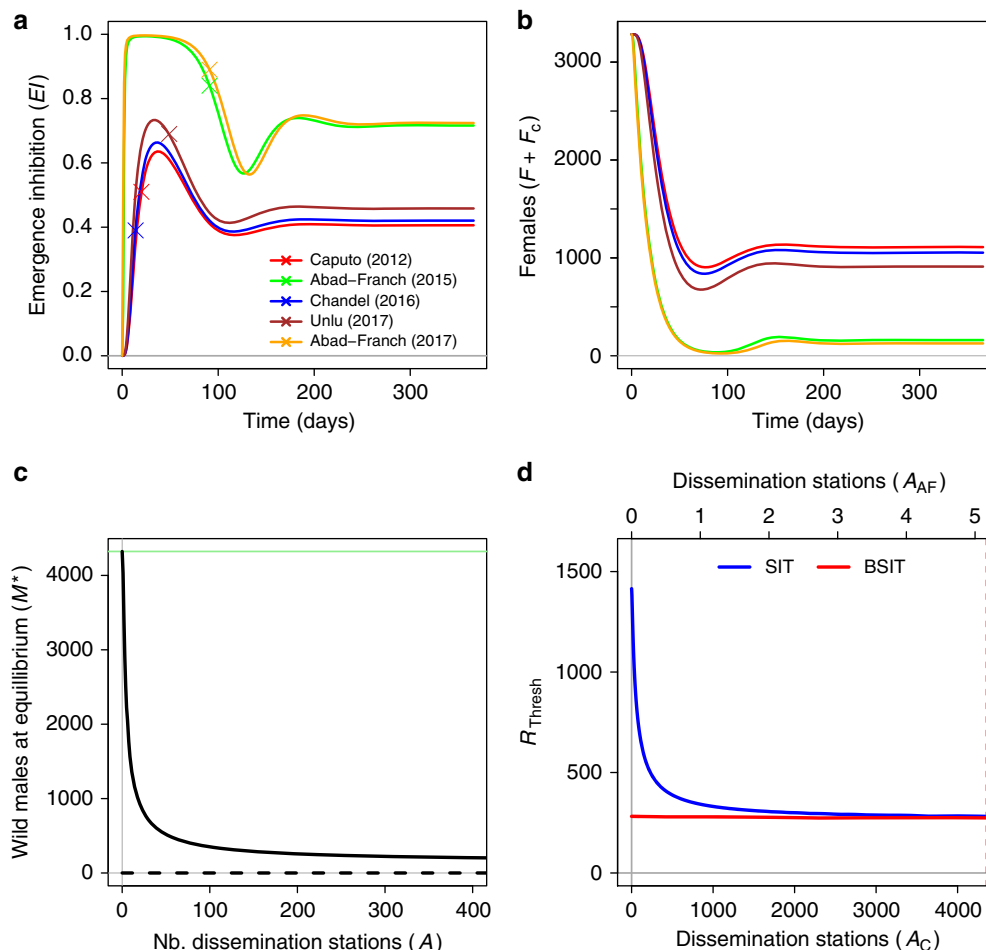 a
Emergence inhibition (EI)
1.0
0.8
0.6
0.4
0.2
0.0
Caputo (2012)
Abad–Franch (2015)
Chandel (2016)
Unlu (2017)
Abad–Franch (2017)
0 100 200 300
Time (days)
b
Females (F + Fc)
3000
2000
1000
0
0 100 200 300
Time (days)
c
Wild males at equillibrium (M*)
4000
3000
2000
1000
0
0 100 200 300 400
Nb. dissemination stations (A)
d
Dissemination stations (AAF)
0 1 2 3 4 5
SIT BSIT
RThresh
1500
1000
500
0
0 1000 2000 3000 4000
Dissemination stations (AC)